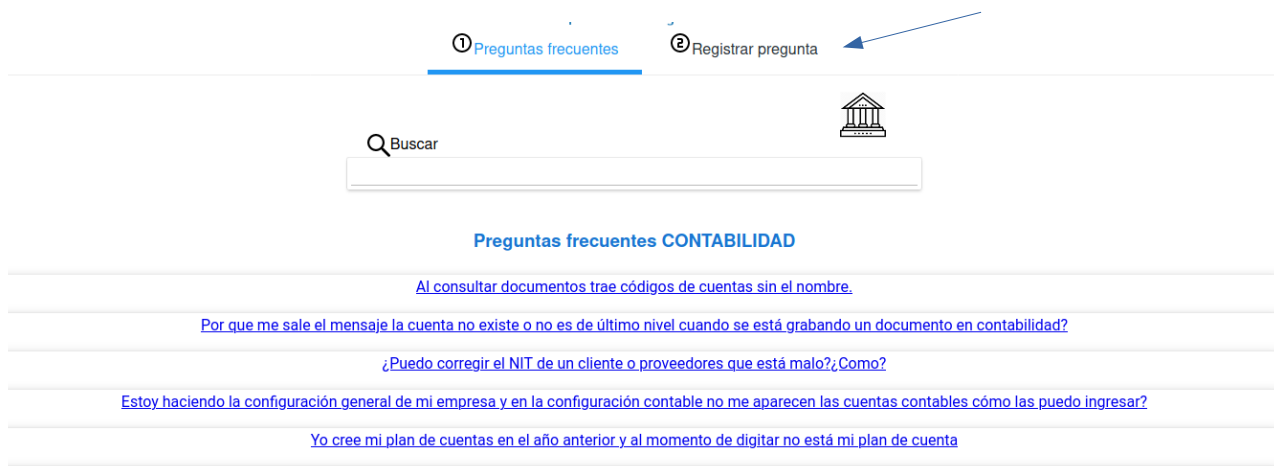 ① Preguntas frecuentes ② Registrar pregunta
Buscar
Preguntas frecuentes CONTABILIDAD
Al consultar documentos trae códigos de cuentas sin el nombre.
Por que me sale el mensaje la cuenta no existe o no es de último nivel cuando se está grabando un documento en contabilidad?
¿Puedo corregir el NIT de un cliente o proveedores que está malo?¿Como?
Estoy haciendo la configuración general de mi empresa y en la configuración contable no me aparecen las cuentas contables cómo las puedo ingresar?
Yo cree mi plan de cuentas en el año anterior y al momento de digitar no está mi plan de cuenta